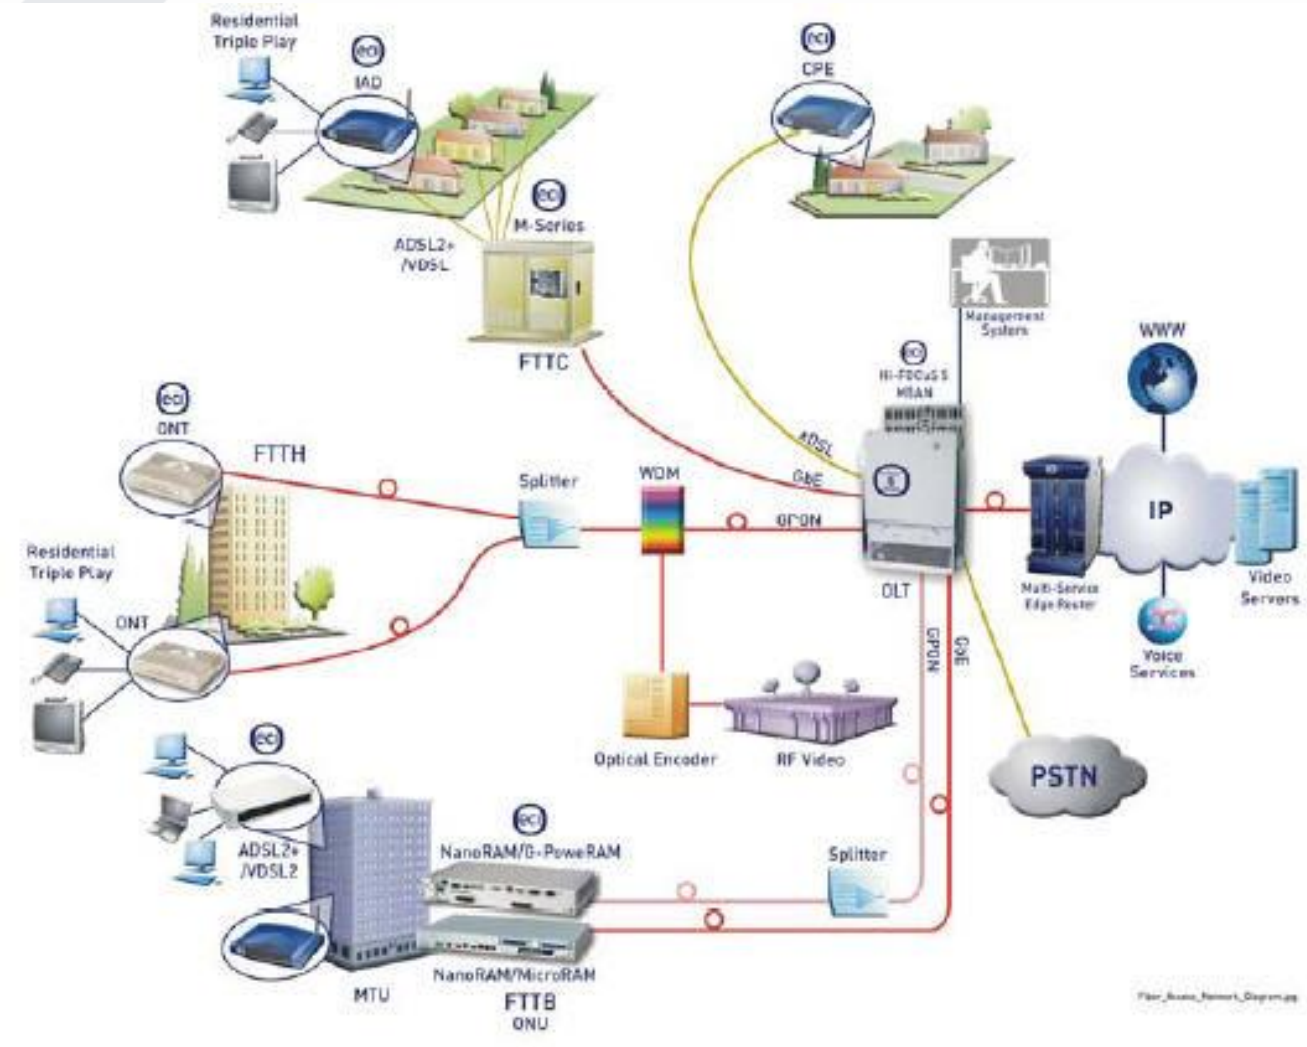 Residential
Triple Play
eci
IAD
eci
CPE
ADSL2+
/VDSL
eci
M-Series
FTTC
Management
System
WWW
eci
Hi-FOCuS 5
MSAN
ADSL
GbE
GPON
OLT
IP
Multi-Service
Edge Router
Video
Servers
Voice
Services
PSTN
GPON
GbE
eci
ONT
FTTH
Splitter
WDM
Residential
Triple Play
ONT
Optical Encoder
RF Video
eci
ADSL2+
/VDSL2
MTU
eci
NanoRAM/G-PoweRAM
NanoRAM/MicroRAM
FTTB
ONU
Splitter
Fiber_Access_Network_Diagram.jpg